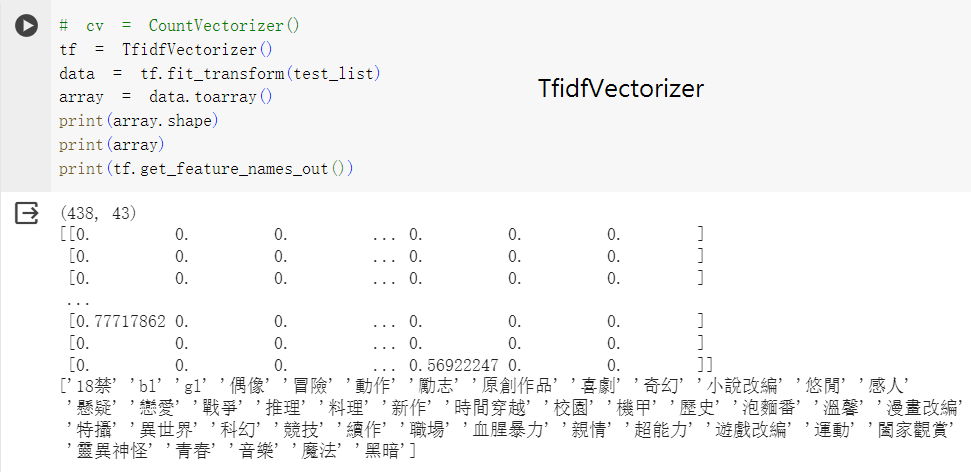 # cv = CountVectorizer()
tf = TfidfVectorizer()
data = tf.fit_transform(test_list)
array = data.toarray()
print(array.shape)
print(array)
print(tf.get_feature_names_out())
TfidfVectorizer
(438, 43)
[[0. 0. 0. ... 0. 0. 0. ]
[0. 0. 0. ... 0. 0. 0. ]
[0. 0. 0. ... 0. 0. 0. ]
...
[0.77717862 0. 0. ... 0. 0. 0. ]
[0. 0. 0. ... 0. 0. 0. ]
[0. 0. 0. ... 0.56922247 0. 0. ]]
['18禁' 'bl' 'gl' '偶像' '冒險' '動作' '勵志' '原創作品' '喜劇' '奇幻' '小說改編' '悠閒' '感人'
'懸疑' '戀愛' '戰爭' '推理' '料理' '新作' '時間穿越' '校園' '機甲' '歷史' '泡麵番' '溫馨' '漫畫改編'
'特攝' '異世界' '科幻' '競技' '續作' '職場' '血腥暴力' '親情' '超能力' '遊戲改編' '運動' '闔家觀賞'
'靈異神怪' '青春' '音樂' '魔法' '黑暗']